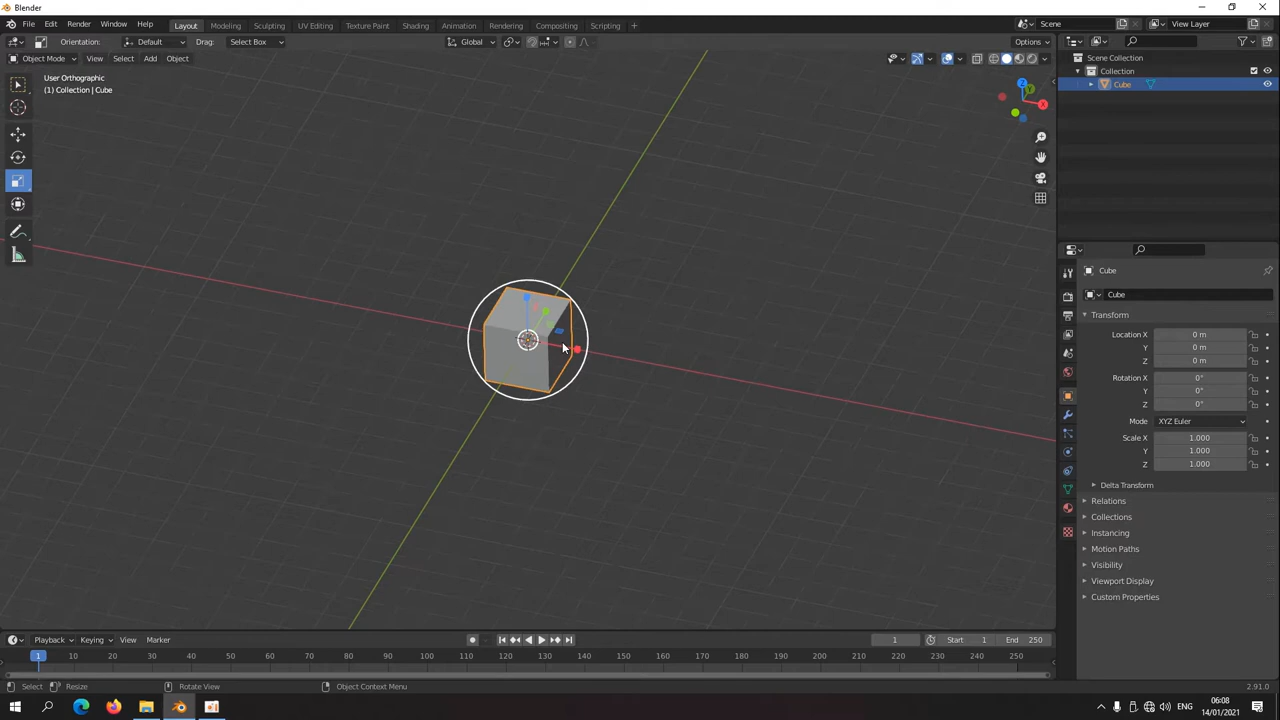 Blender
File Edit Render Window Help Layout Modeling Sculpting UV Editing Texture Paint Shading Animation Rendering Compositing Scripting + Scene View Layer
Orientation: Default Drag: Select Box Global Options
Object Mode View Select Add Object
User Orthographic
(1) Collection | Cube
Z
Y
X
Scene Collection
Collection
Cube
Cube
Cube
Transform
Location X 0 m
Y 0 m
Z 0 m
Rotation X 0°
Y 0°
Z 0°
Mode XYZ Euler
Scale X 1.000
Y 1.000
Z 1.000
Delta Transform
Relations
Collections
Instancing
Motion Paths
Visibility
Viewport Display
Custom Properties
Playback Keying View Marker 1 Start 1 End 250
1 10 20 30 40 50 60 70 80 90 100 110 120 130 140 150 160 170 180 190 200 210 220 230 240 250
Select Resize Rotate View Object Context Menu 2.91.0
ENG 06:08
14/01/2021